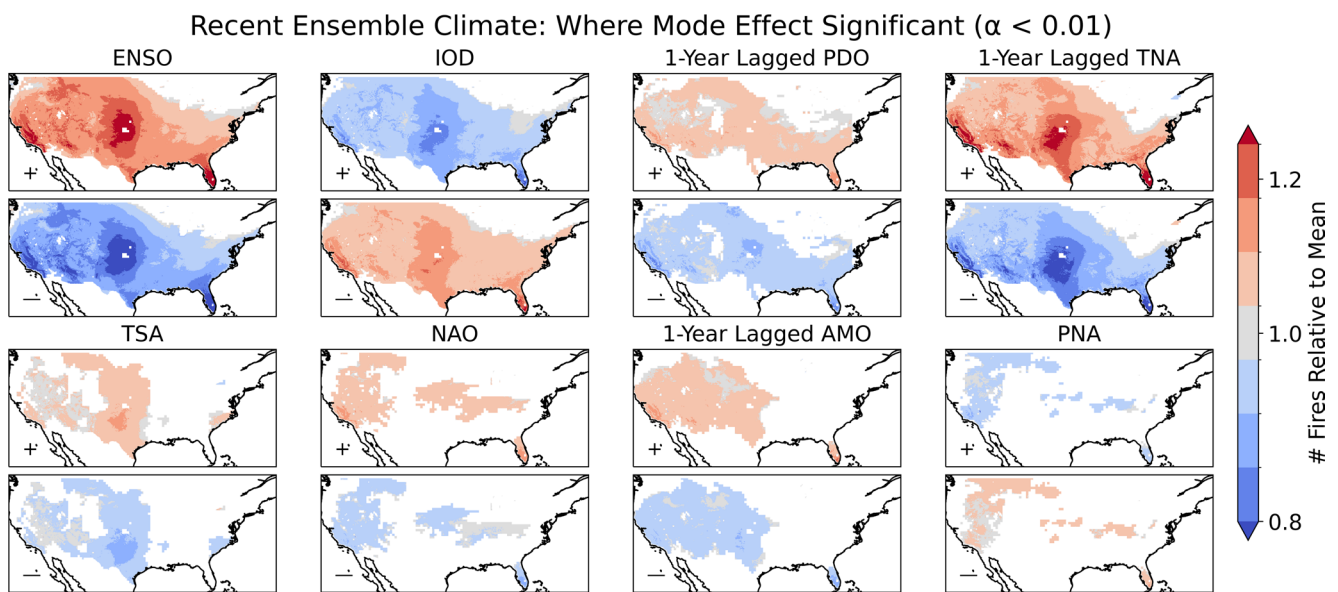 Recent Ensemble Climate: Where Mode Effect Significant (α < 0.01)
ENSO IOD 1-Year Lagged PDO 1-Year Lagged TNA
+ + + +
− − − −
TSA NAO 1-Year Lagged AMO PNA
+ + + +
− − − −
1.2
1.0
0.8
# Fires Relative to Mean